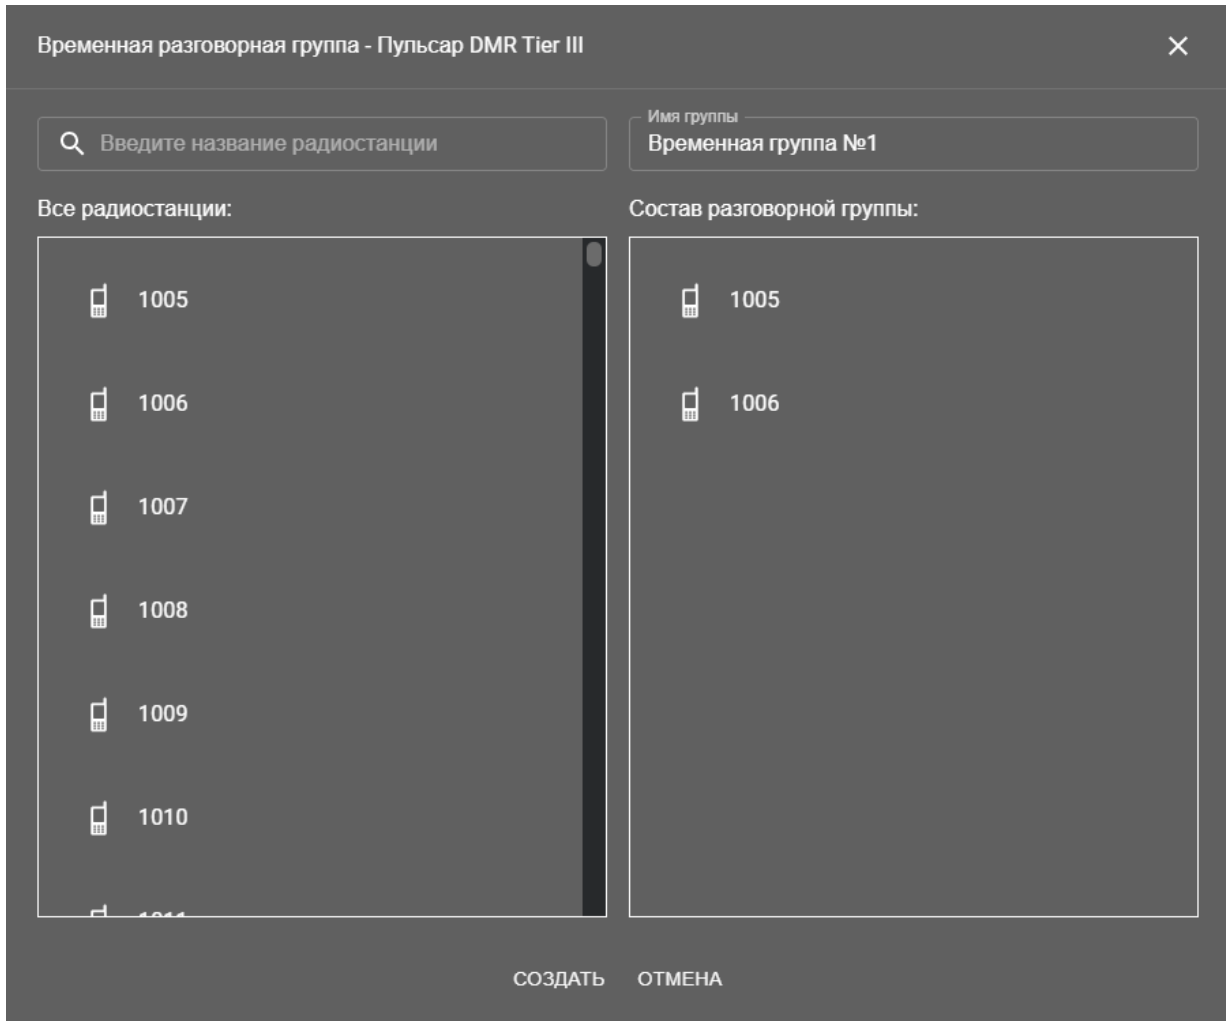 Временная разговорная группа - Пульсар DMR Tier III
Введите название радиостанции
Имя группы
Временная группа №1
Все радиостанции:
1005
1006
1007
1008
1009
1010
1011
Состав разговорной группы:
1005
1006
СОЗДАТЬ ОТМЕНА